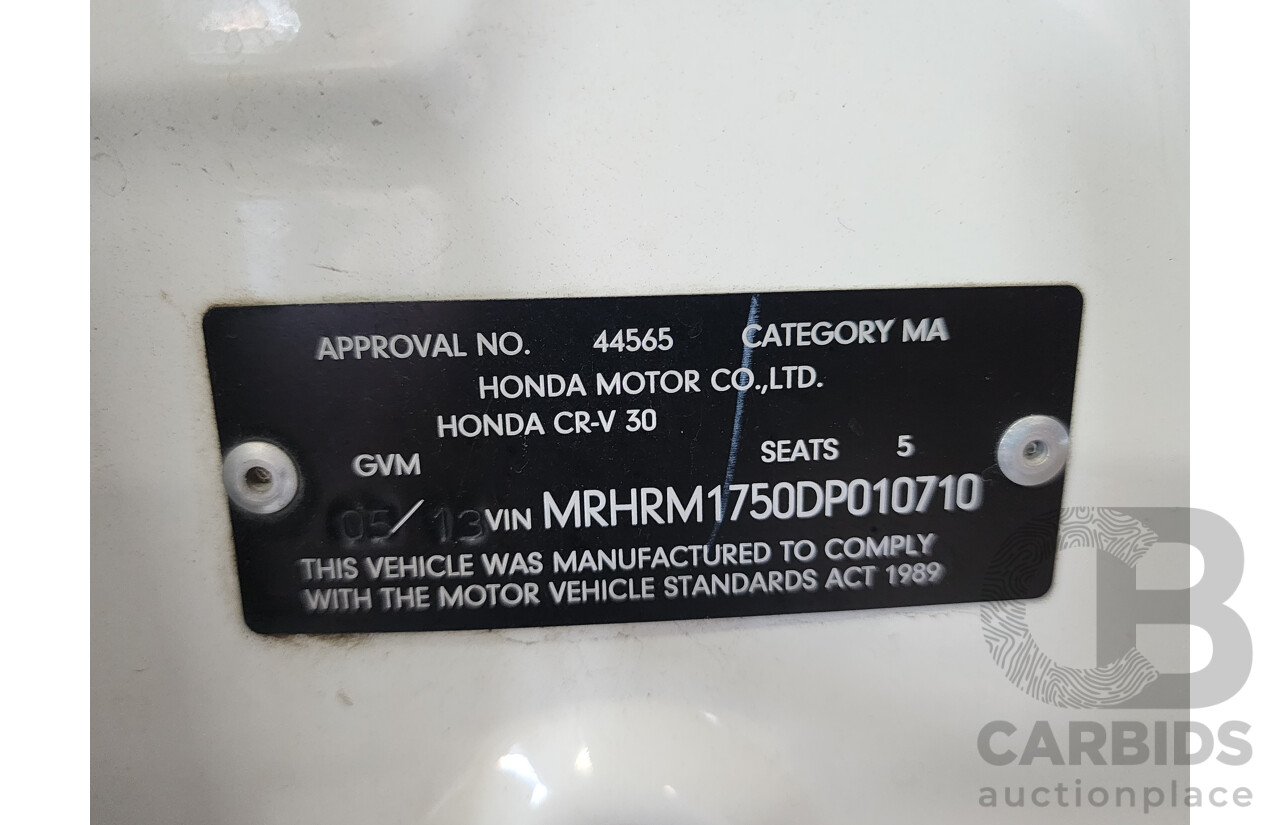 APPROVAL NO. 44565 CATEGORY MA
HONDA MOTOR CO.,LTD.
HONDA CR-V 30
GVM SEATS 5
05/13 VIN MRHRM1750DP010710
THIS VEHICLE WAS MANUFACTURED TO COMPLY
WITH THE MOTOR VEHICLE STANDARDS ACT 1989
CB
CARBIDS
auctionplace